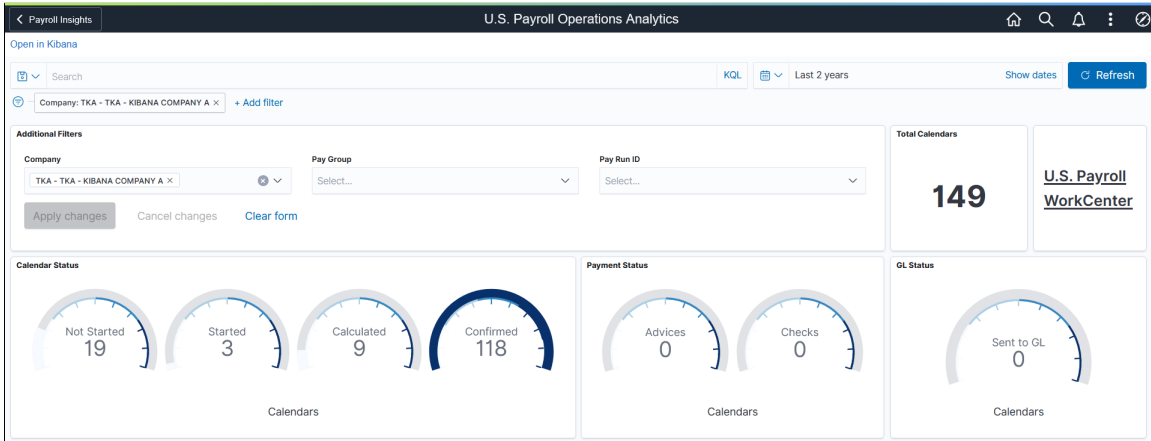 Payroll Insights
U.S. Payroll Operations Analytics
Open in Kibana
Search
KQL
Last 2 years
Show dates
Refresh
Company: TKA - TKA - KIBANA COMPANY A ×
+ Add filter
Additional Filters
Company
Pay Group
Pay Run ID
TKA - TKA - KIBANA COMPANY A ×
Select...
Select...
Apply changes
Cancel changes
Clear form
Total Calendars
149
U.S. Payroll
WorkCenter
Calendar Status
Not Started
19
Started
3
Calculated
9
Confirmed
118
Calendars
Payment Status
Advices
0
Checks
0
Calendars
GL Status
Sent to GL
0
Calendars